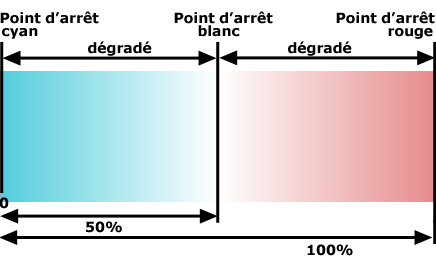 Point d’arrêt
cyan
Point d’arrêt
blanc
Point d’arrêt
rouge
dégradé
dégradé
0
50%
100%